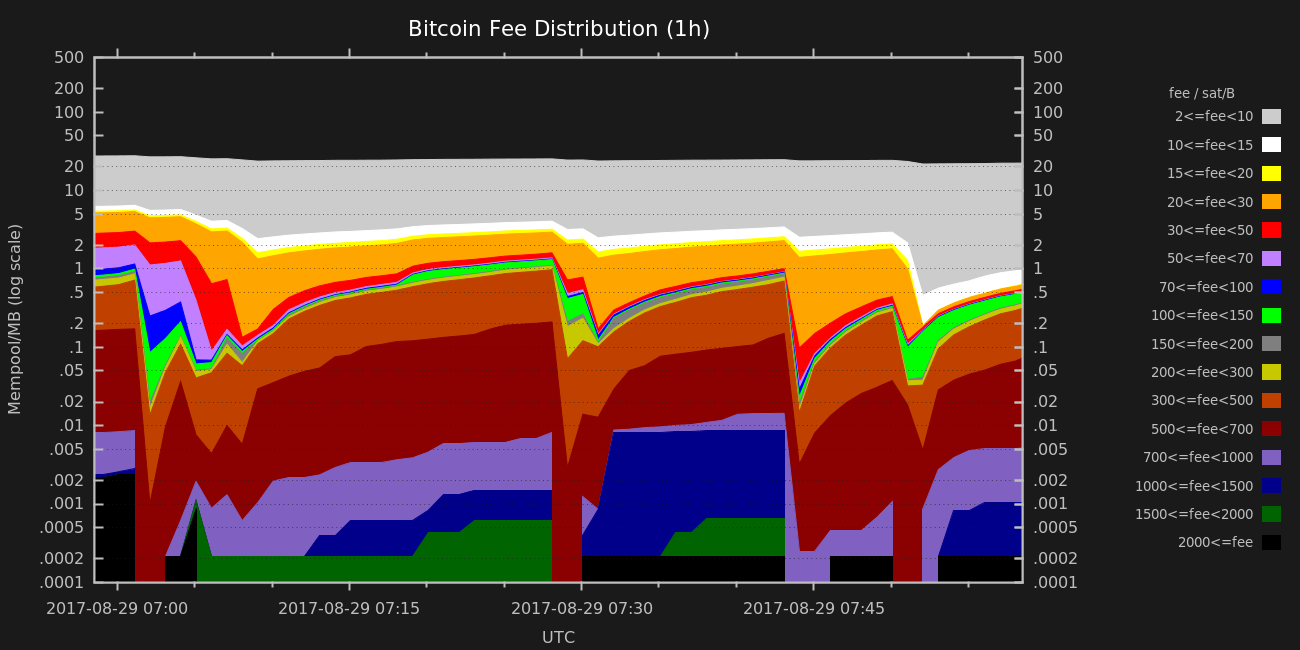 Bitcoin Fee Distribution (1h)
Mempool/MB (log scale)
500
200
100
50
20
10
5
2
1
.5
.2
.1
.05
.02
.01
.005
.002
.001
.0005
.0002
.0001
500
200
100
50
20
10
5
2
1
.5
.2
.1
.05
.02
.01
.005
.002
.001
.0005
.0002
.0001
fee / sat/B
2<=fee<10
10<=fee<15
15<=fee<20
20<=fee<30
30<=fee<50
50<=fee<70
70<=fee<100
100<=fee<150
150<=fee<200
200<=fee<300
300<=fee<500
500<=fee<700
700<=fee<1000
1000<=fee<1500
1500<=fee<2000
2000<=fee
2017-08-29 07:00 2017-08-29 07:15 2017-08-29 07:30 2017-08-29 07:45
UTC